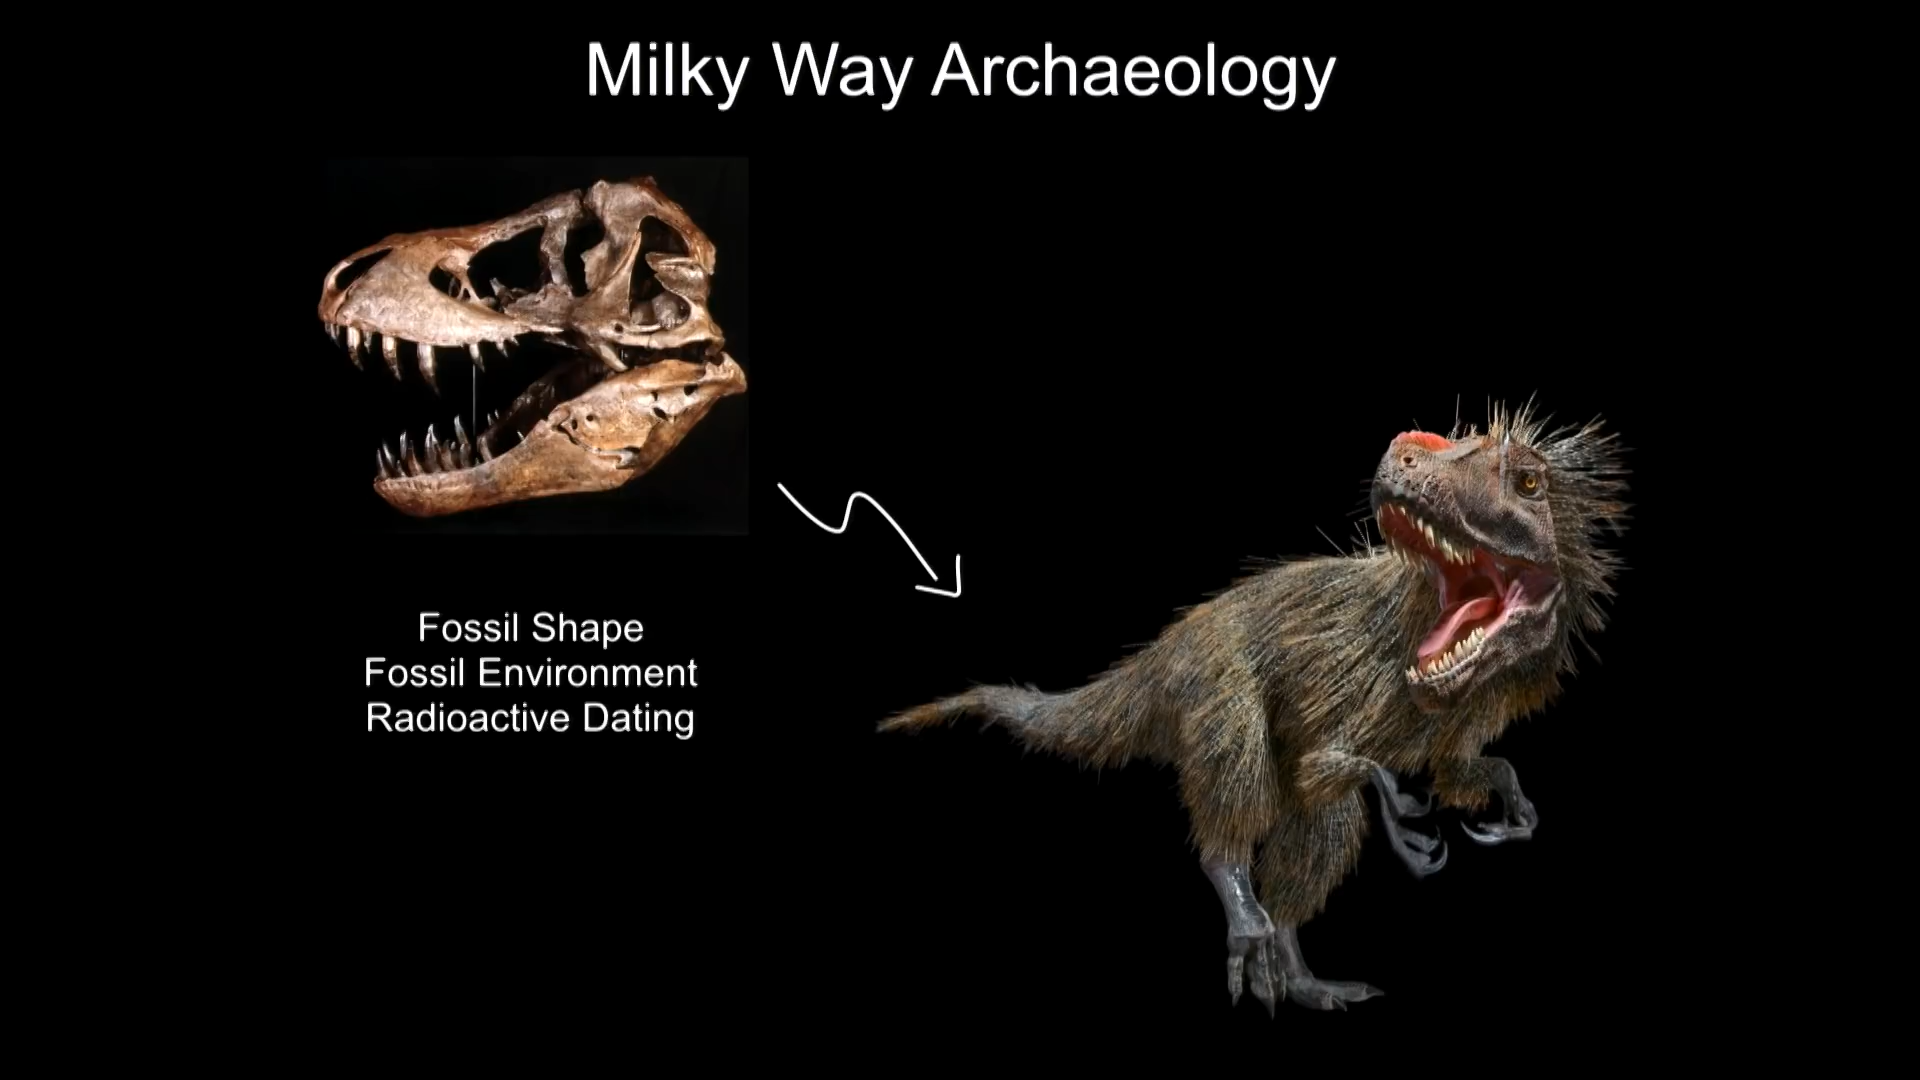 Milky Way Archaeology
Fossil Shape
Fossil Environment
Radioactive Dating